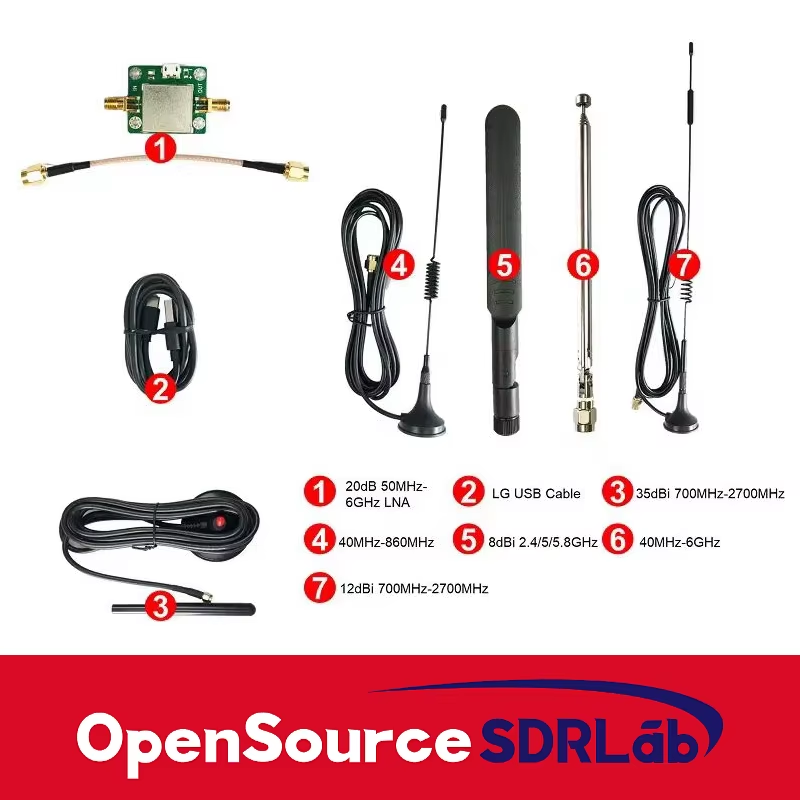 IN
OUT
1
4
5
6
7
2
3
1 20dB 50MHz-
6GHz LNA
2 LG USB Cable
3 35dBi 700MHz-2700MHz
4 40MHz-860MHz
5 8dBi 2.4/5/5.8GHz
6 40MHz-6GHz
7 12dBi 700MHz-2700MHz
OpenSource SDRLab